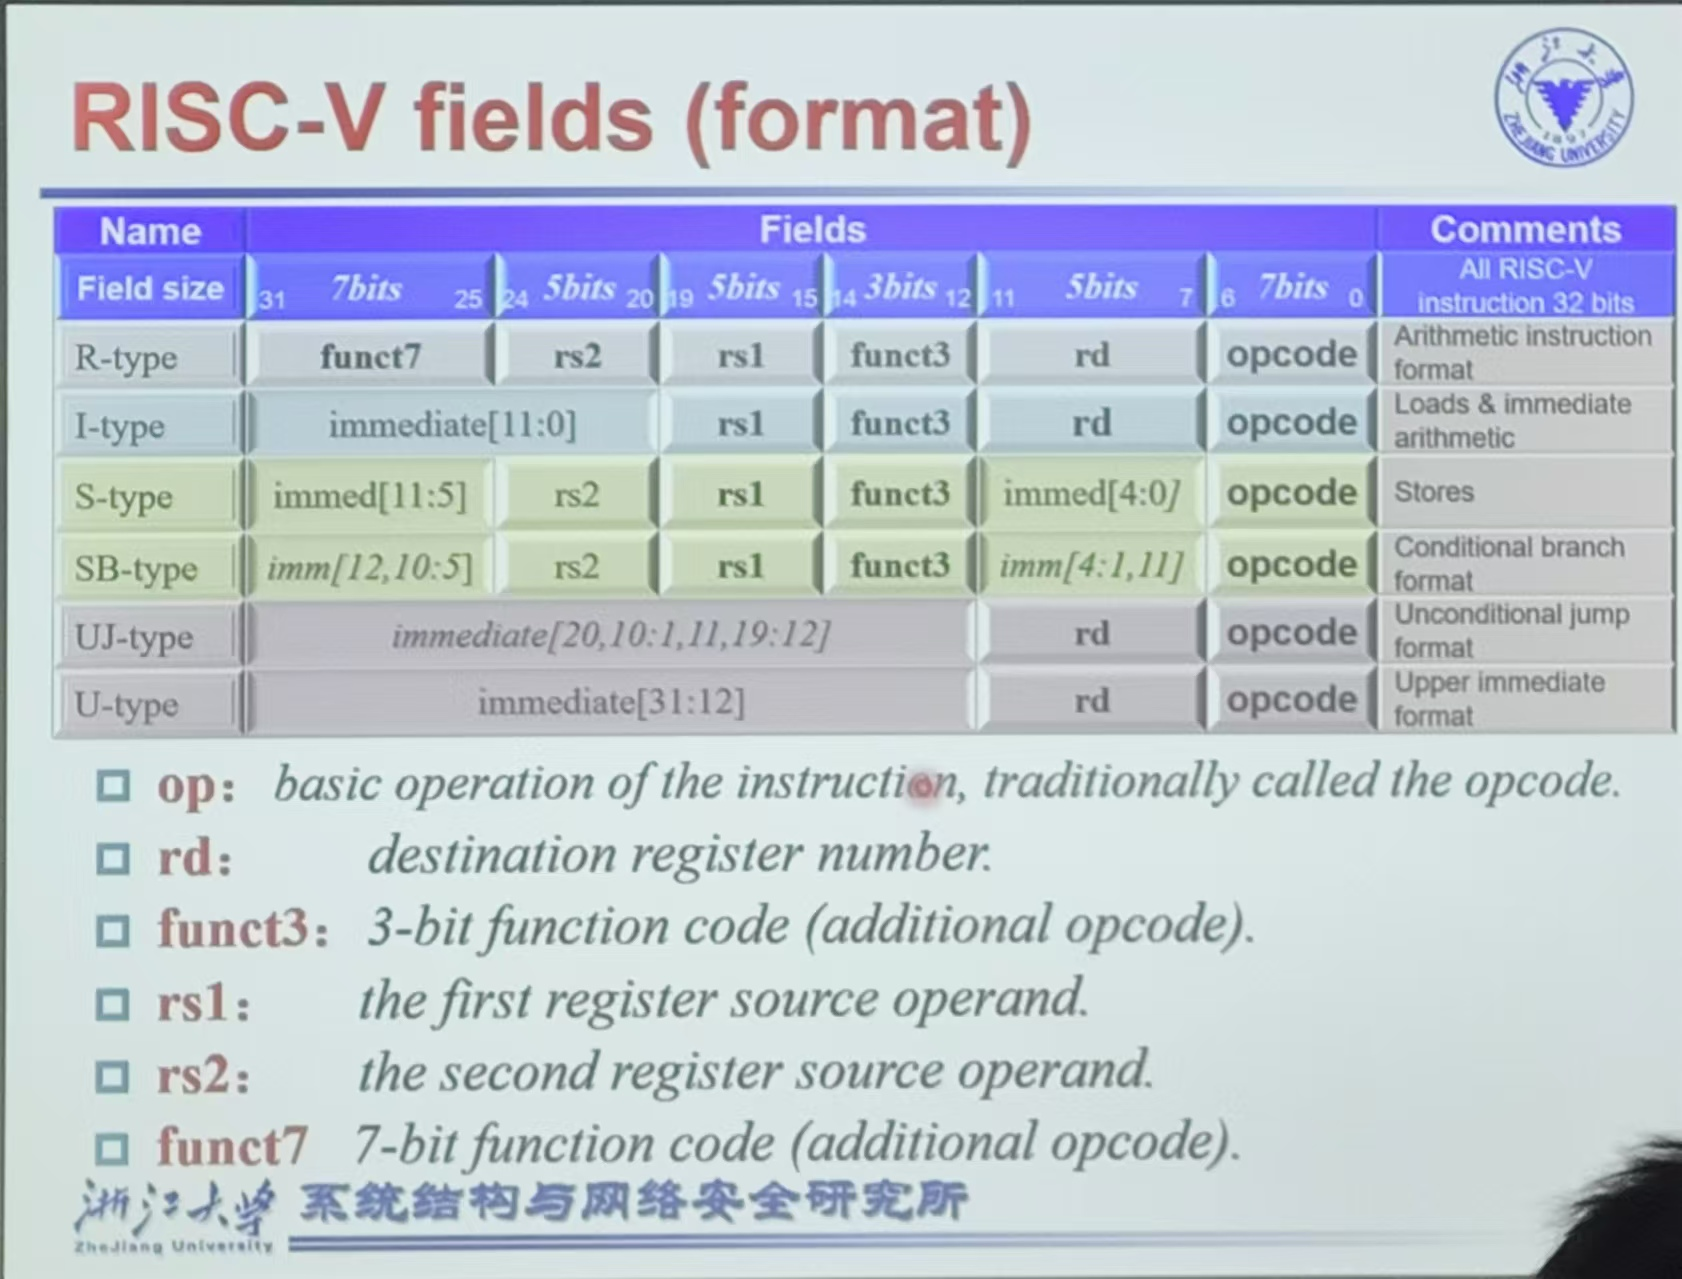 RISC-V fields (format)
浙江大学
ZHEJIANG UNIVERSITY
1897
Name Fields Comments
Field size 31 7bits 25 24 5bits 20 19 5bits 15 14 3bits 12 11 5bits 7 6 7bits 0 All RISC-V
instruction 32 bits
R-type funct7 rs2 rs1 funct3 rd opcode Arithmetic instruction
format
I-type immediate[11:0] rs1 funct3 rd opcode Loads & immediate
arithmetic
S-type immed[11:5] rs2 rs1 funct3 immed[4:0] opcode Stores
SB-type imm[12,10:5] rs2 rs1 funct3 imm[4:1,11] opcode Conditional branch
format
UJ-type immediate[20,10:1,11,19:12] rd opcode Unconditional jump
format
U-type immediate[31:12] rd opcode Upper immediate
format
op: basic operation of the instruction, traditionally called the opcode.
rd: destination register number.
funct3: 3-bit function code (additional opcode).
rs1: the first register source operand.
rs2: the second register source operand.
funct7 7-bit function code (additional opcode).
浙江大学 系统结构与网络安全研究所
ZheJiang University